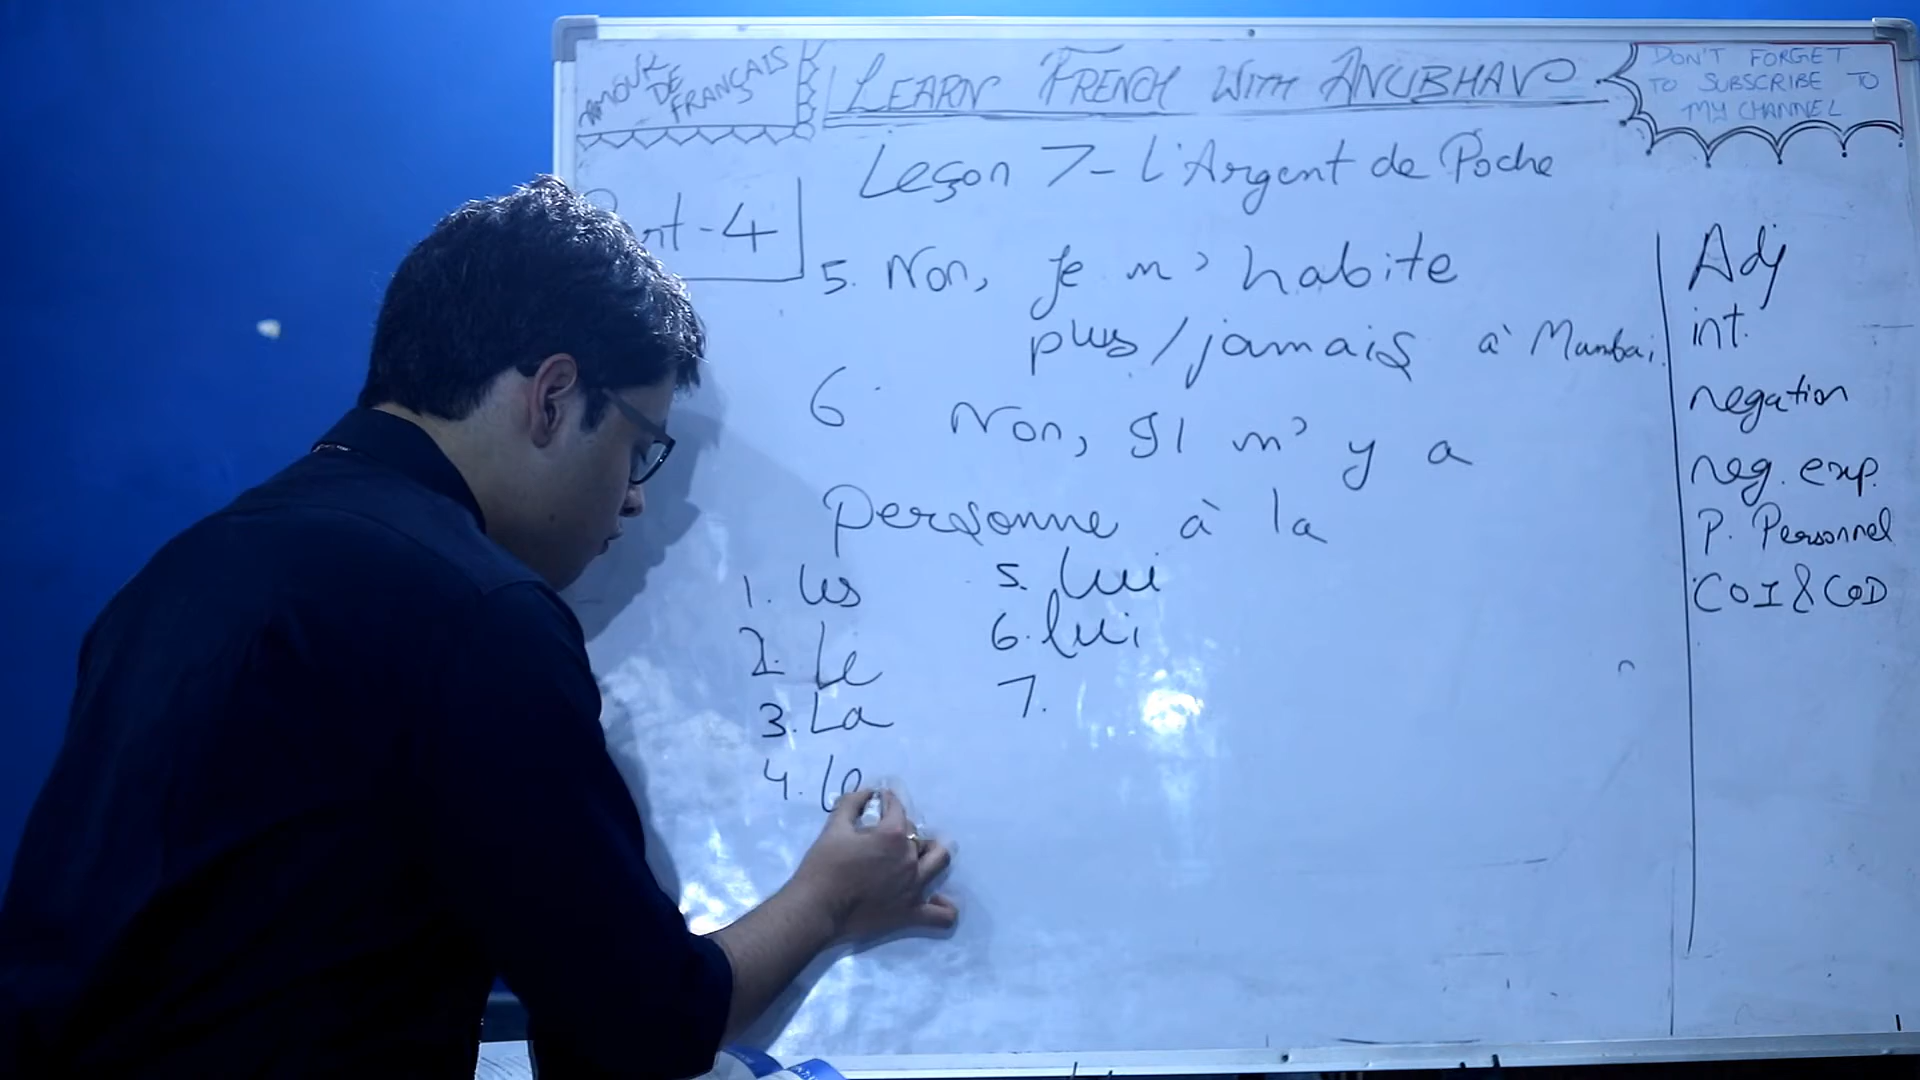 AMOUR
DE
FRANÇAIS
LEARN FRENCH WITH ANUBHAV
DON'T FORGET
TO SUBSCRIBE TO
MY CHANNEL
Leçon 7- L'Argent de Poche
-4
5. Non, Je n'habite
plus/jamais à Mumbai.
6. Non, Il n'y a
personne à la
1. Les
2. Le
3. La
4. Le
5. Lui
6. lui
7.
Adj
int.
negation
neg. exp.
P. Personnel
COI & COD